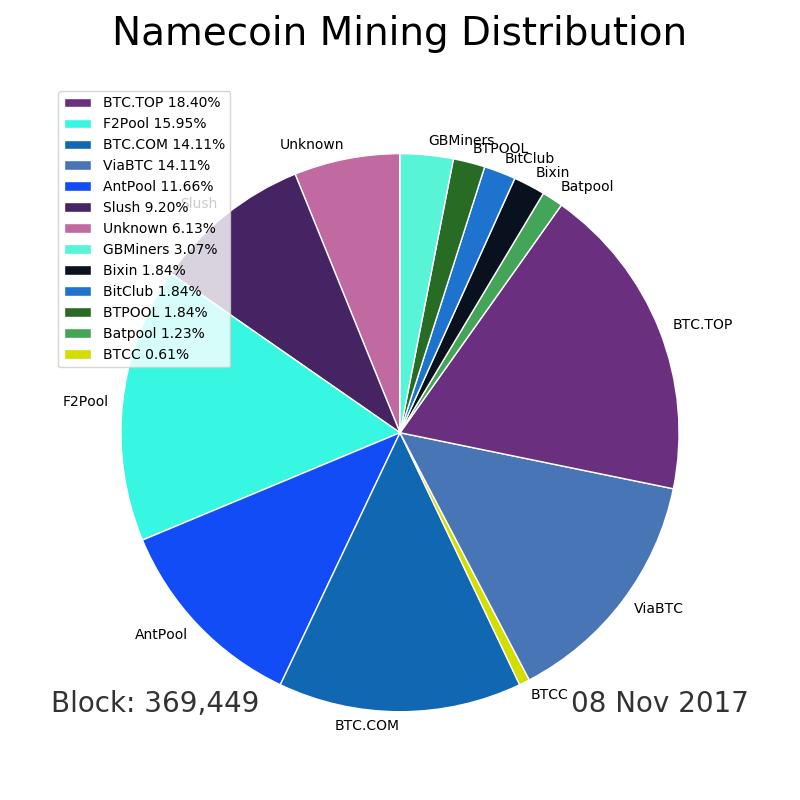 Namecoin Mining Distribution
BTC.TOP 18.40%
F2Pool 15.95%
BTC.COM 14.11%
ViaBTC 14.11%
AntPool 11.66%
Slush 9.20%
Unknown 6.13%
GBMiners 3.07%
Bixin 1.84%
BitClub 1.84%
BTPOOL 1.84%
Batpool 1.23%
BTCC 0.61%
Unknown
GBMiners
BTPOOL
BitClub
Bixin
Batpool
Slush
BTC.TOP
F2Pool
ViaBTC
AntPool
BTCC
BTC.COM
Block: 369,449
08 Nov 2017